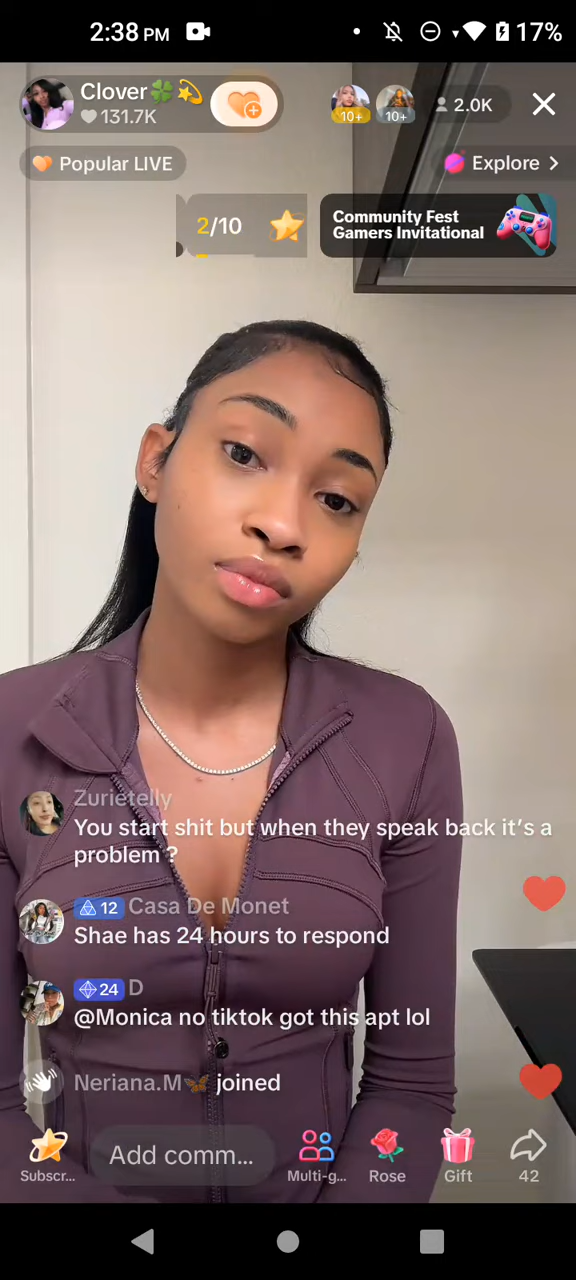 2:38 PM
17%
Clover🍀💫
131.7K
10+
10+
2.0K
Popular LIVE
Explore >
2/10
Community Fest
Gamers Invitational
Zurietelly
You start shit but when they speak back it's a
problem ?
12 Casa De Monet
Shae has 24 hours to respond
24 D
@Monica no tiktok got this apt lol
Neriana.M🦋 joined
Add comm...
Subscr...
Multi-g...
Rose
Gift
42